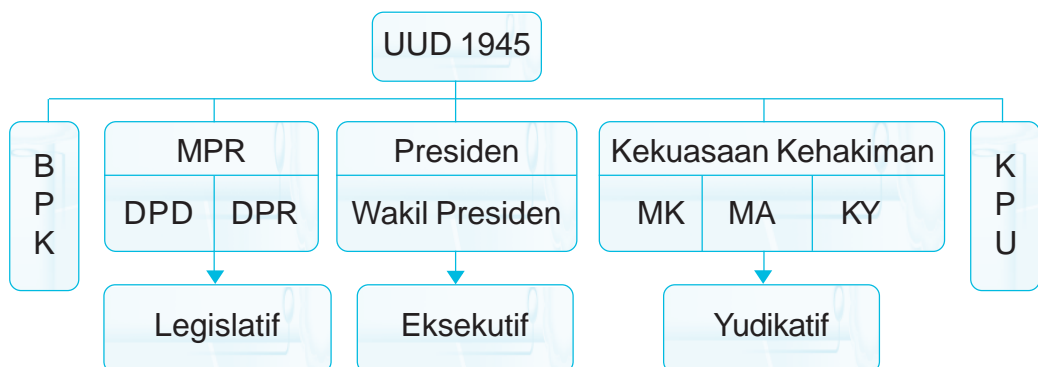 UUD 1945
B
P
K
MPR
DPD DPR
Legislatif
Presiden
Wakil Presiden
Eksekutif
Kekuasaan Kehakiman
MK MA KY
Yudikatif
K
P
U